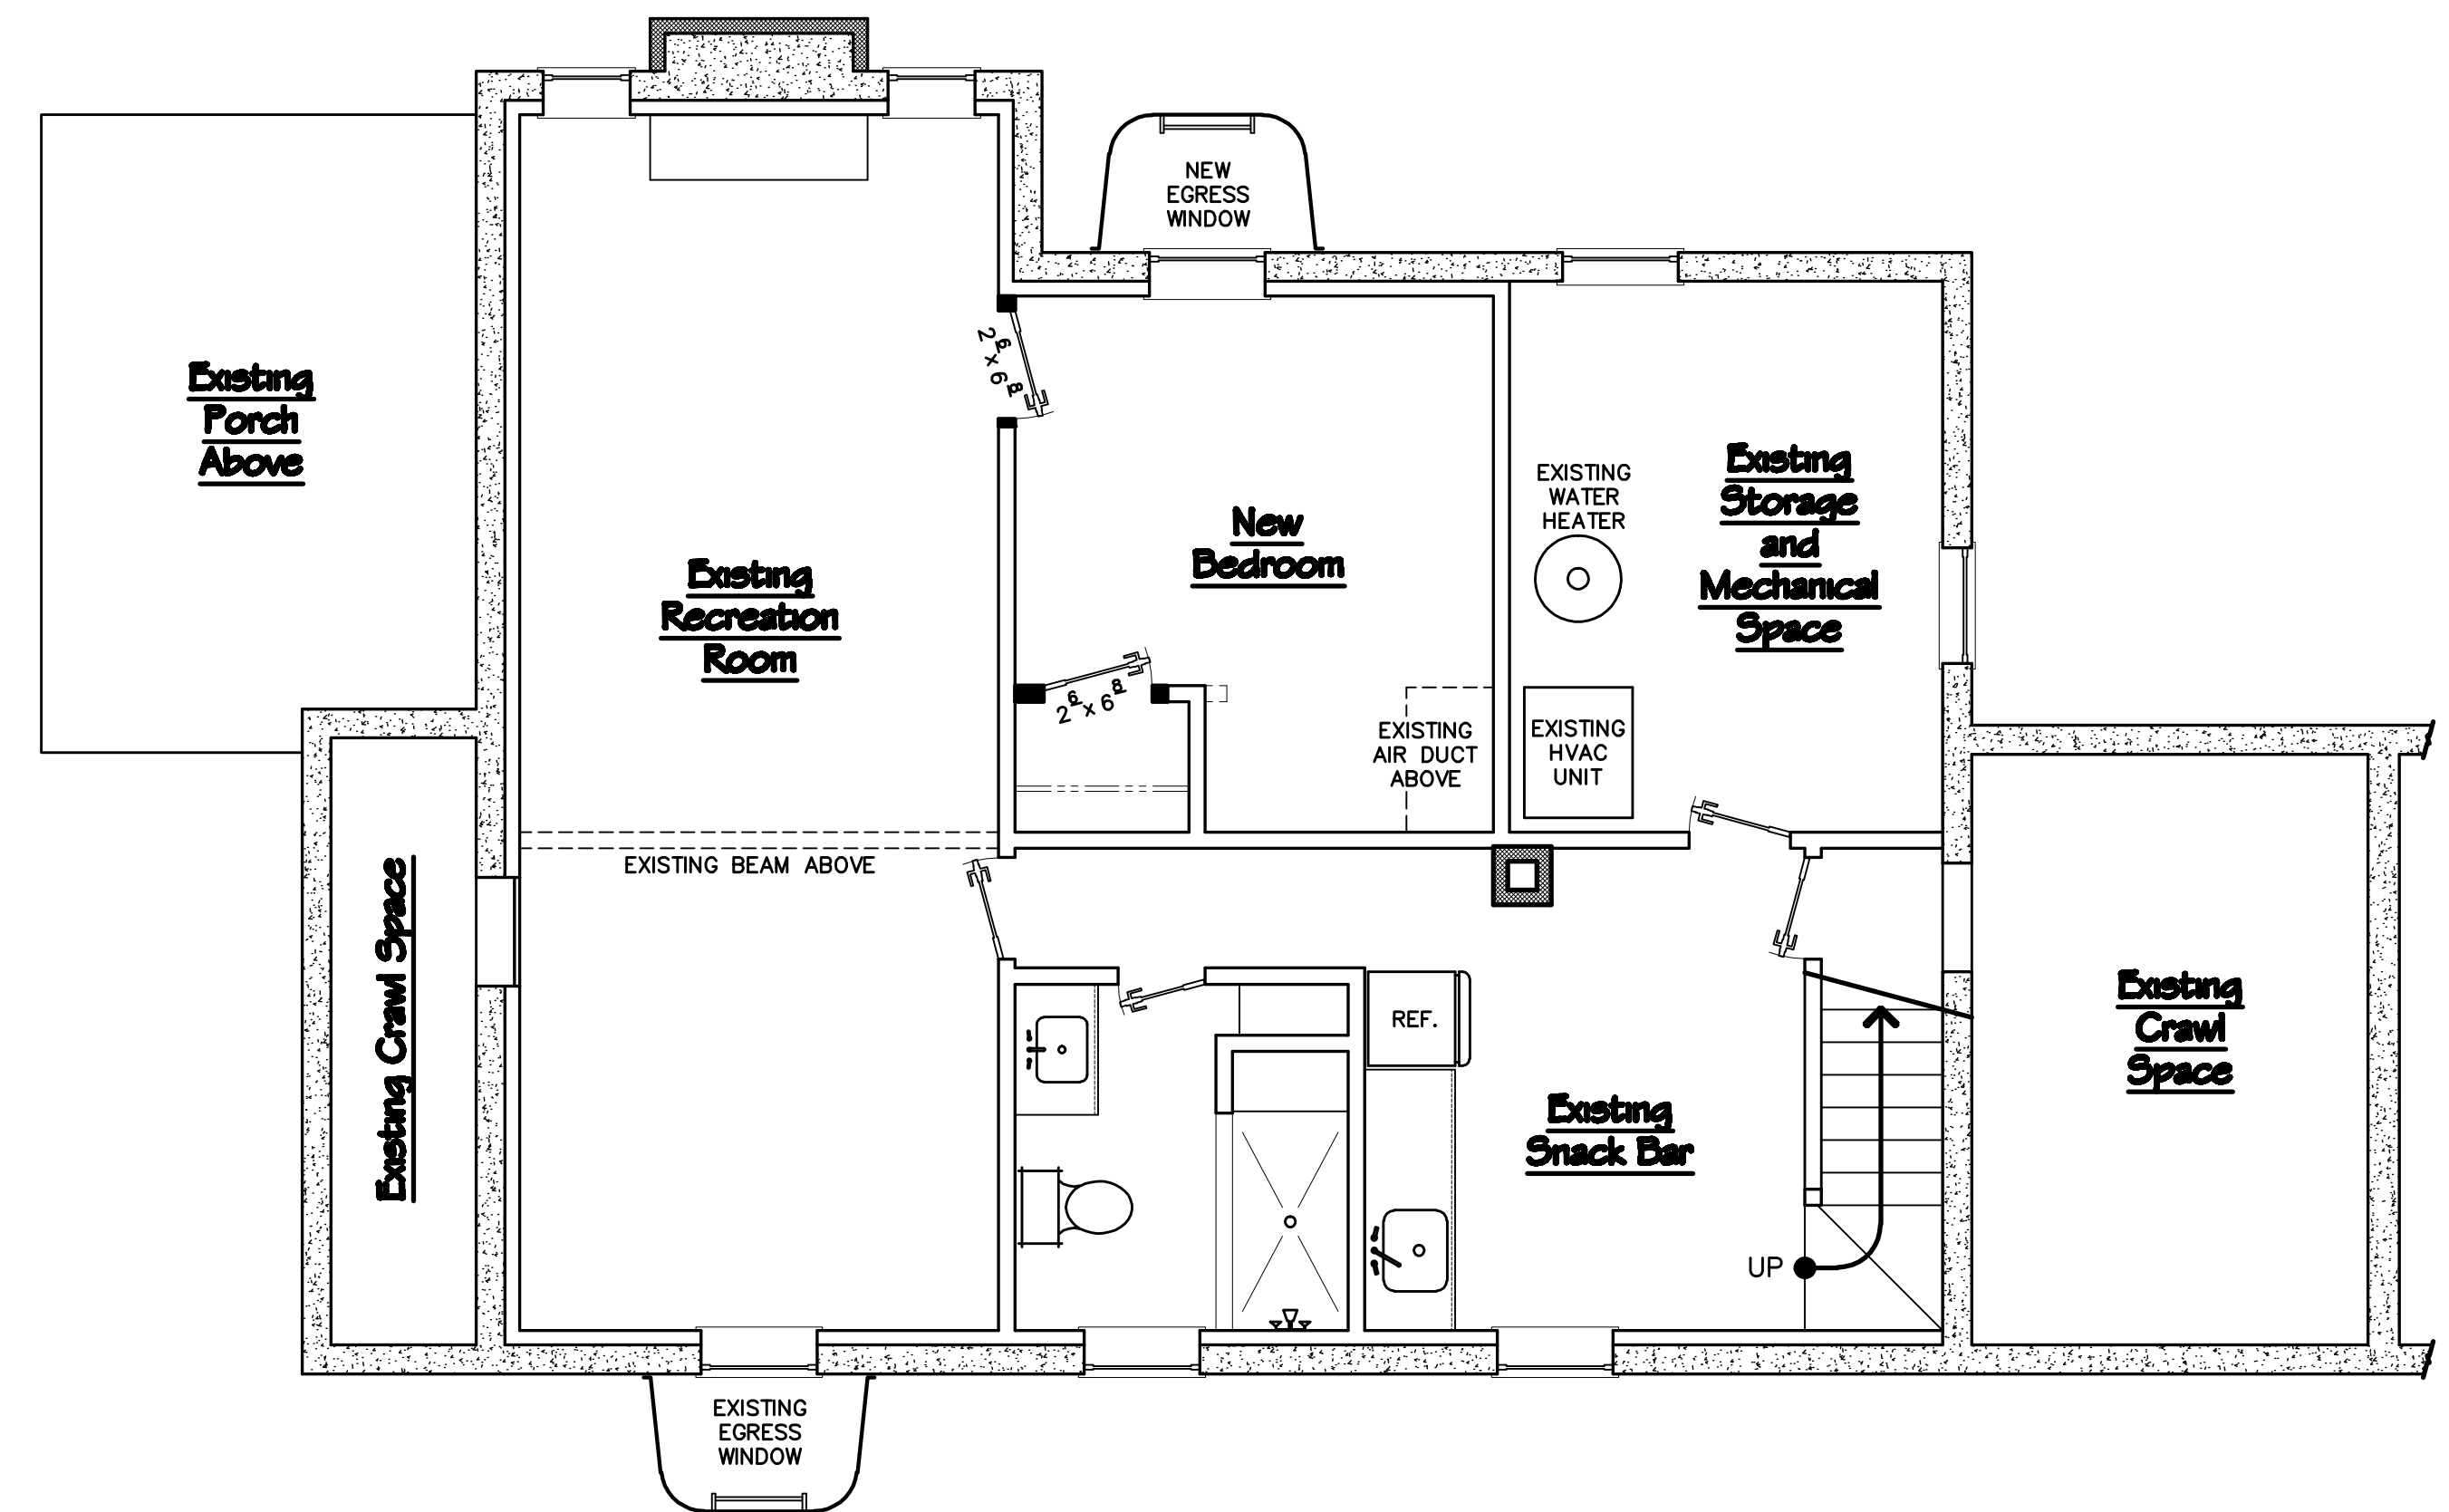 NEW
EGRESS
WINDOW
Existing
Porch
Above
2⁶ x 6⁸
Existing
Recreation
Room
New
Bedroom
EXISTING
WATER
HEATER
Existing
Storage
and
Mechanical
Space
2⁶ x 6⁸
EXISTING
AIR DUCT
ABOVE
EXISTING
HVAC
UNIT
EXISTING BEAM ABOVE
Existing Crawl Space
REF.
Existing
Snack Bar
UP
Existing
Crawl
Space
EXISTING
EGRESS
WINDOW